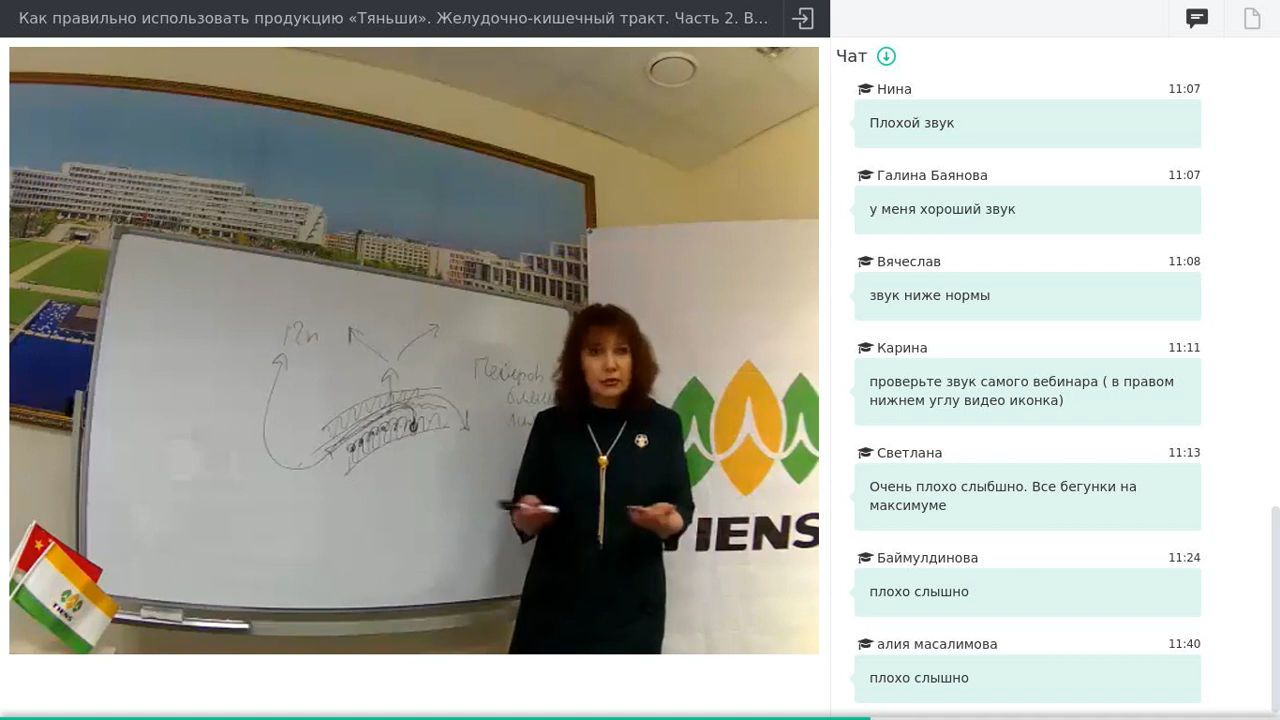 Как правильно использовать продукцию «Тяньши». Желудочно-кишечный тракт. Часть 2. В...
Чат
Нина 11:07
Плохой звук
Галина Баянова 11:07
у меня хороший звук
Вячеслав 11:08
звук ниже нормы
Карина 11:11
проверьте звук самого вебинара ( в правом
нижнем углу видео иконка)
Светлана 11:13
Очень плохо слыбшно. Все бегунки на
максимуме
Баймулдинова 11:24
плохо слышно
алия масалимова 11:40
плохо слышно
TIENS
TIENS